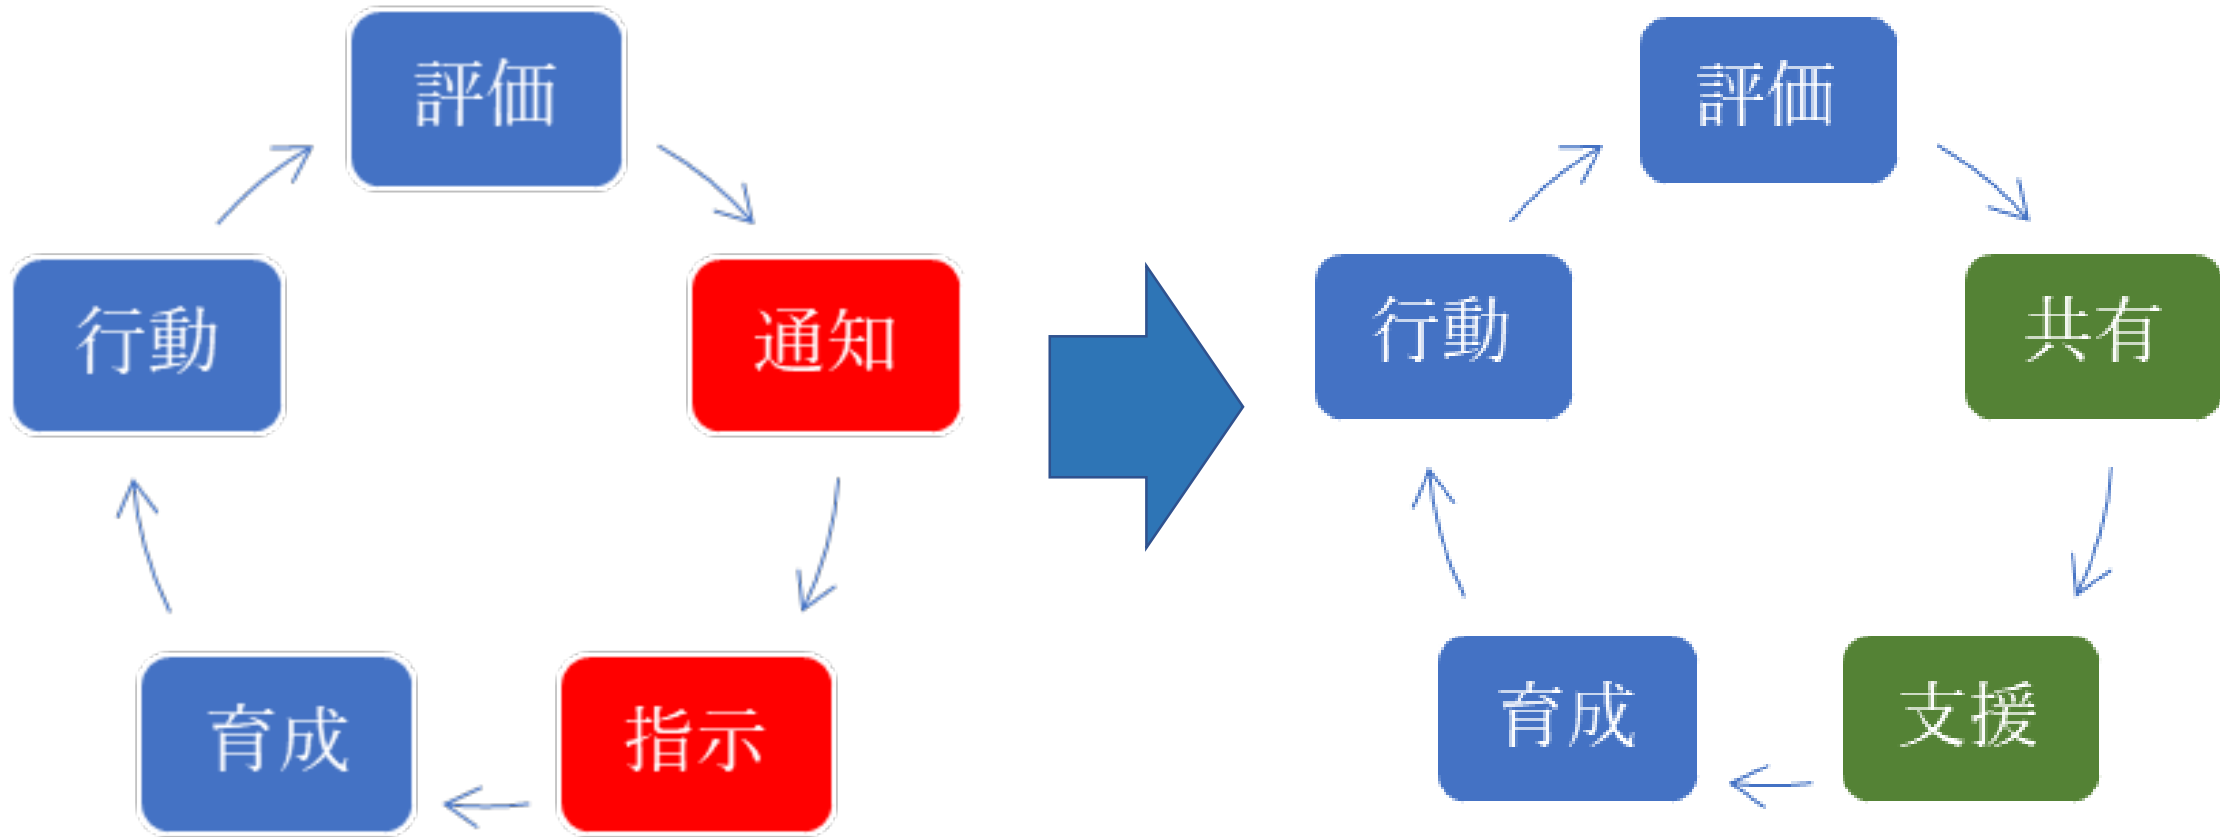 評価
通知
指示
育成
行動
評価
共有
支援
育成
行動